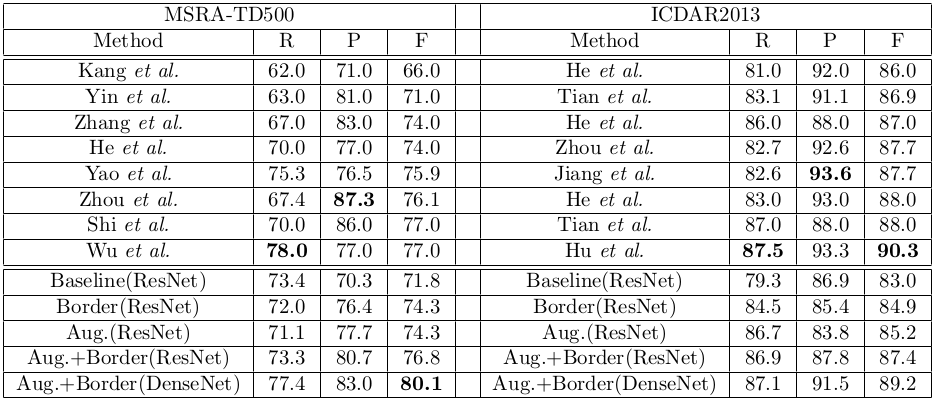 MSRA-TD500 ICDAR2013
Method R P F Method R P F
Kang et al. 62.0 71.0 66.0 He et al. 81.0 92.0 86.0
Yin et al. 63.0 81.0 71.0 Tian et al. 83.1 91.1 86.9
Zhang et al. 67.0 83.0 74.0 He et al. 86.0 88.0 87.0
He et al. 70.0 77.0 74.0 Zhou et al. 82.7 92.6 87.7
Yao et al. 75.3 76.5 75.9 Jiang et al. 82.6 93.6 87.7
Zhou et al. 67.4 87.3 76.1 He et al. 83.0 93.0 88.0
Shi et al. 70.0 86.0 77.0 Tian et al. 87.0 88.0 88.0
Wu et al. 78.0 77.0 77.0 Hu et al. 87.5 93.3 90.3
Baseline(ResNet) 73.4 70.3 71.8 Baseline(ResNet) 79.3 86.9 83.0
Border(ResNet) 72.0 76.4 74.3 Border(ResNet) 84.5 85.4 84.9
Aug.(ResNet) 71.1 77.7 74.3 Aug.(ResNet) 86.7 83.8 85.2
Aug.+Border(ResNet) 73.3 80.7 76.8 Aug.+Border(ResNet) 86.9 87.8 87.4
Aug.+Border(DenseNet) 77.4 83.0 80.1 Aug.+Border(DenseNet) 87.1 91.5 89.2